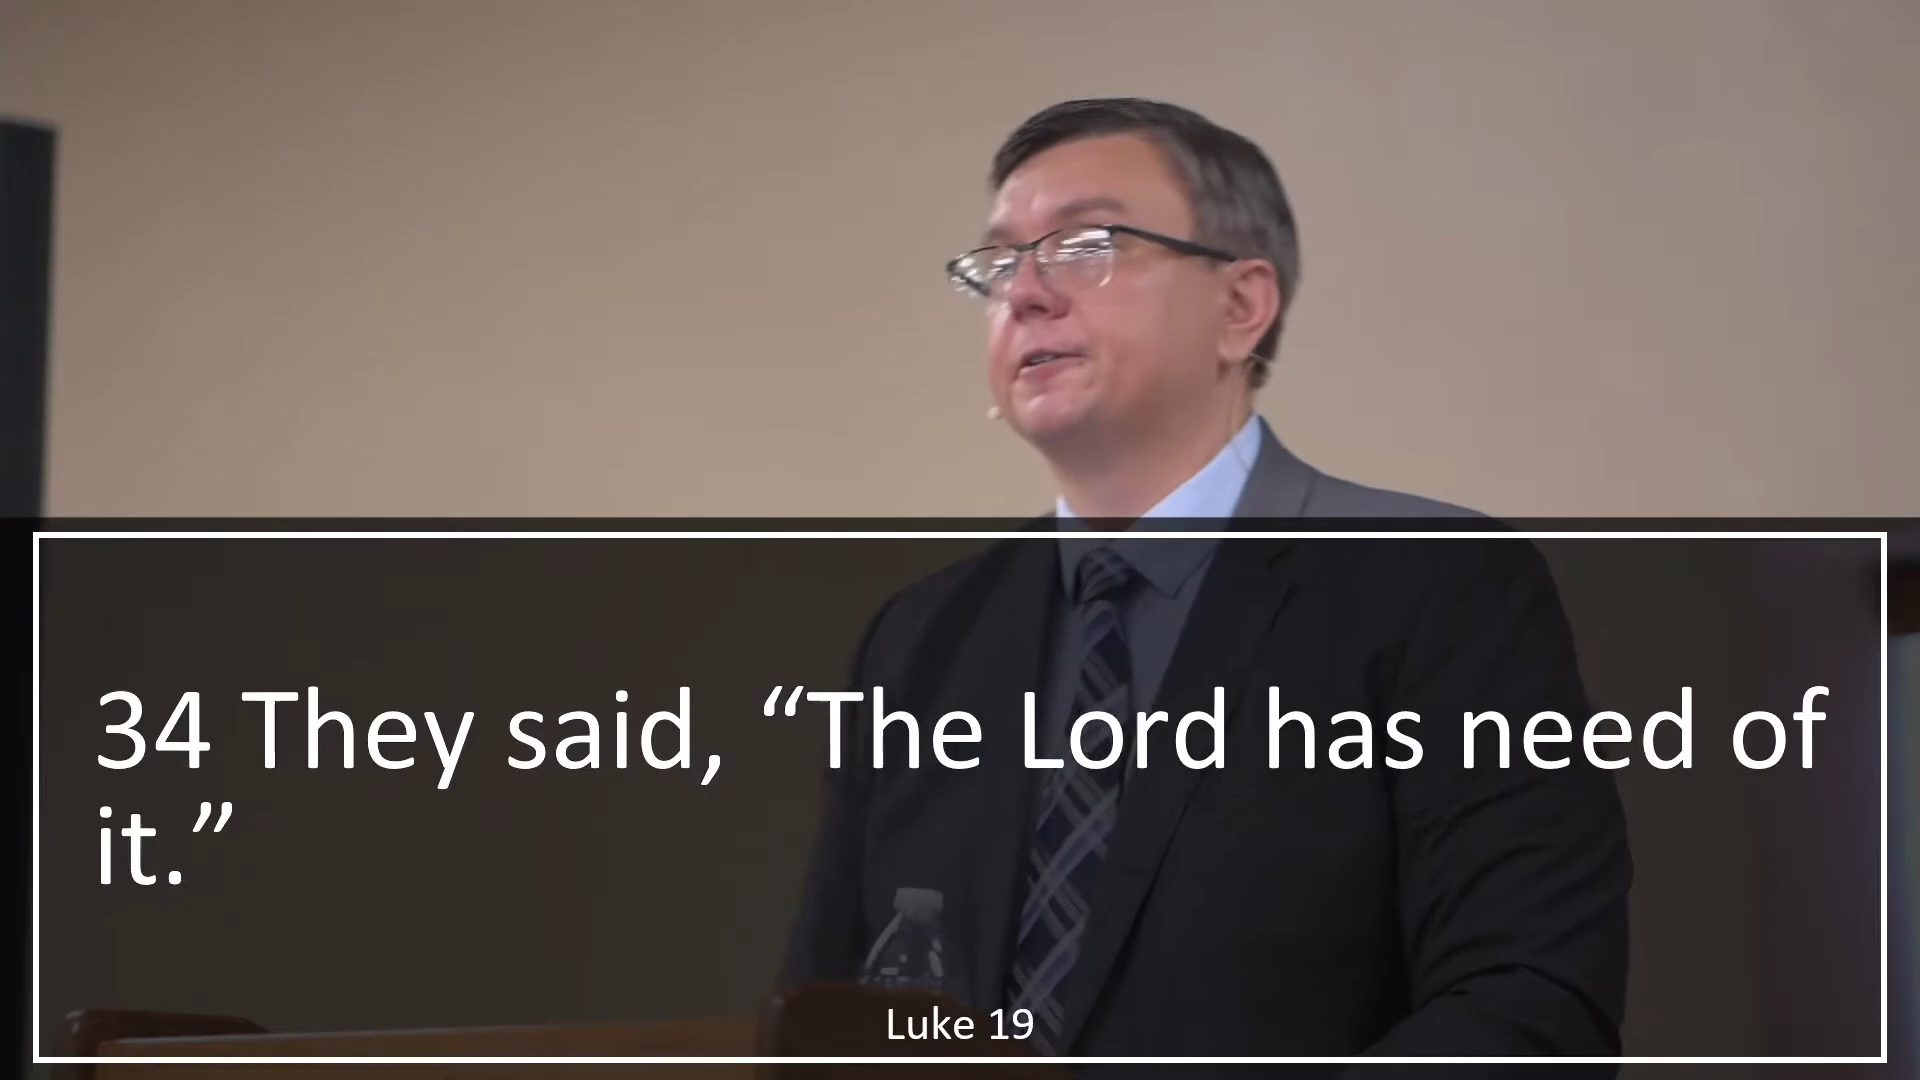 34 They said, “The Lord has need of
it.”
Luke 19